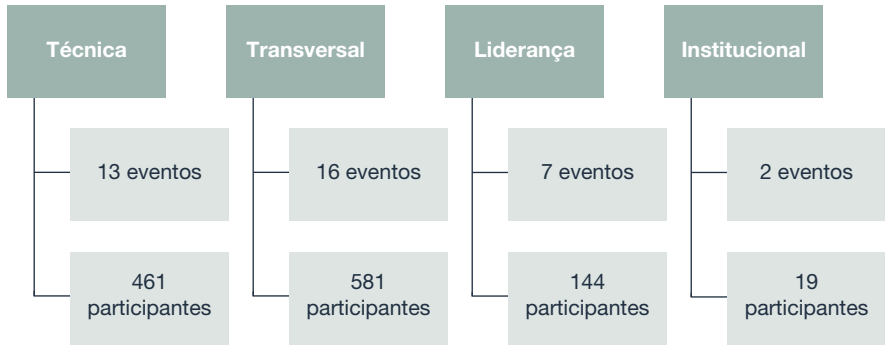 Técnica
13 eventos
461
participantes
Transversal
16 eventos
581
participantes
Liderança
7 eventos
144
participantes
Institucional
2 eventos
19
participantes